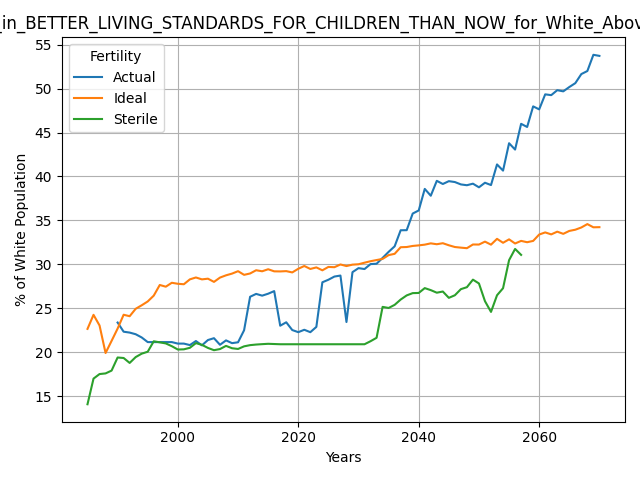 _in_BETTER_LIVING_STANDARDS_FOR_CHILDREN_THAN_NOW_for_White_Abov
Fertility
Actual
Ideal
Sterile
% of White Population
55
50
45
40
35
30
25
20
15
2000
2020
2040
2060
Years